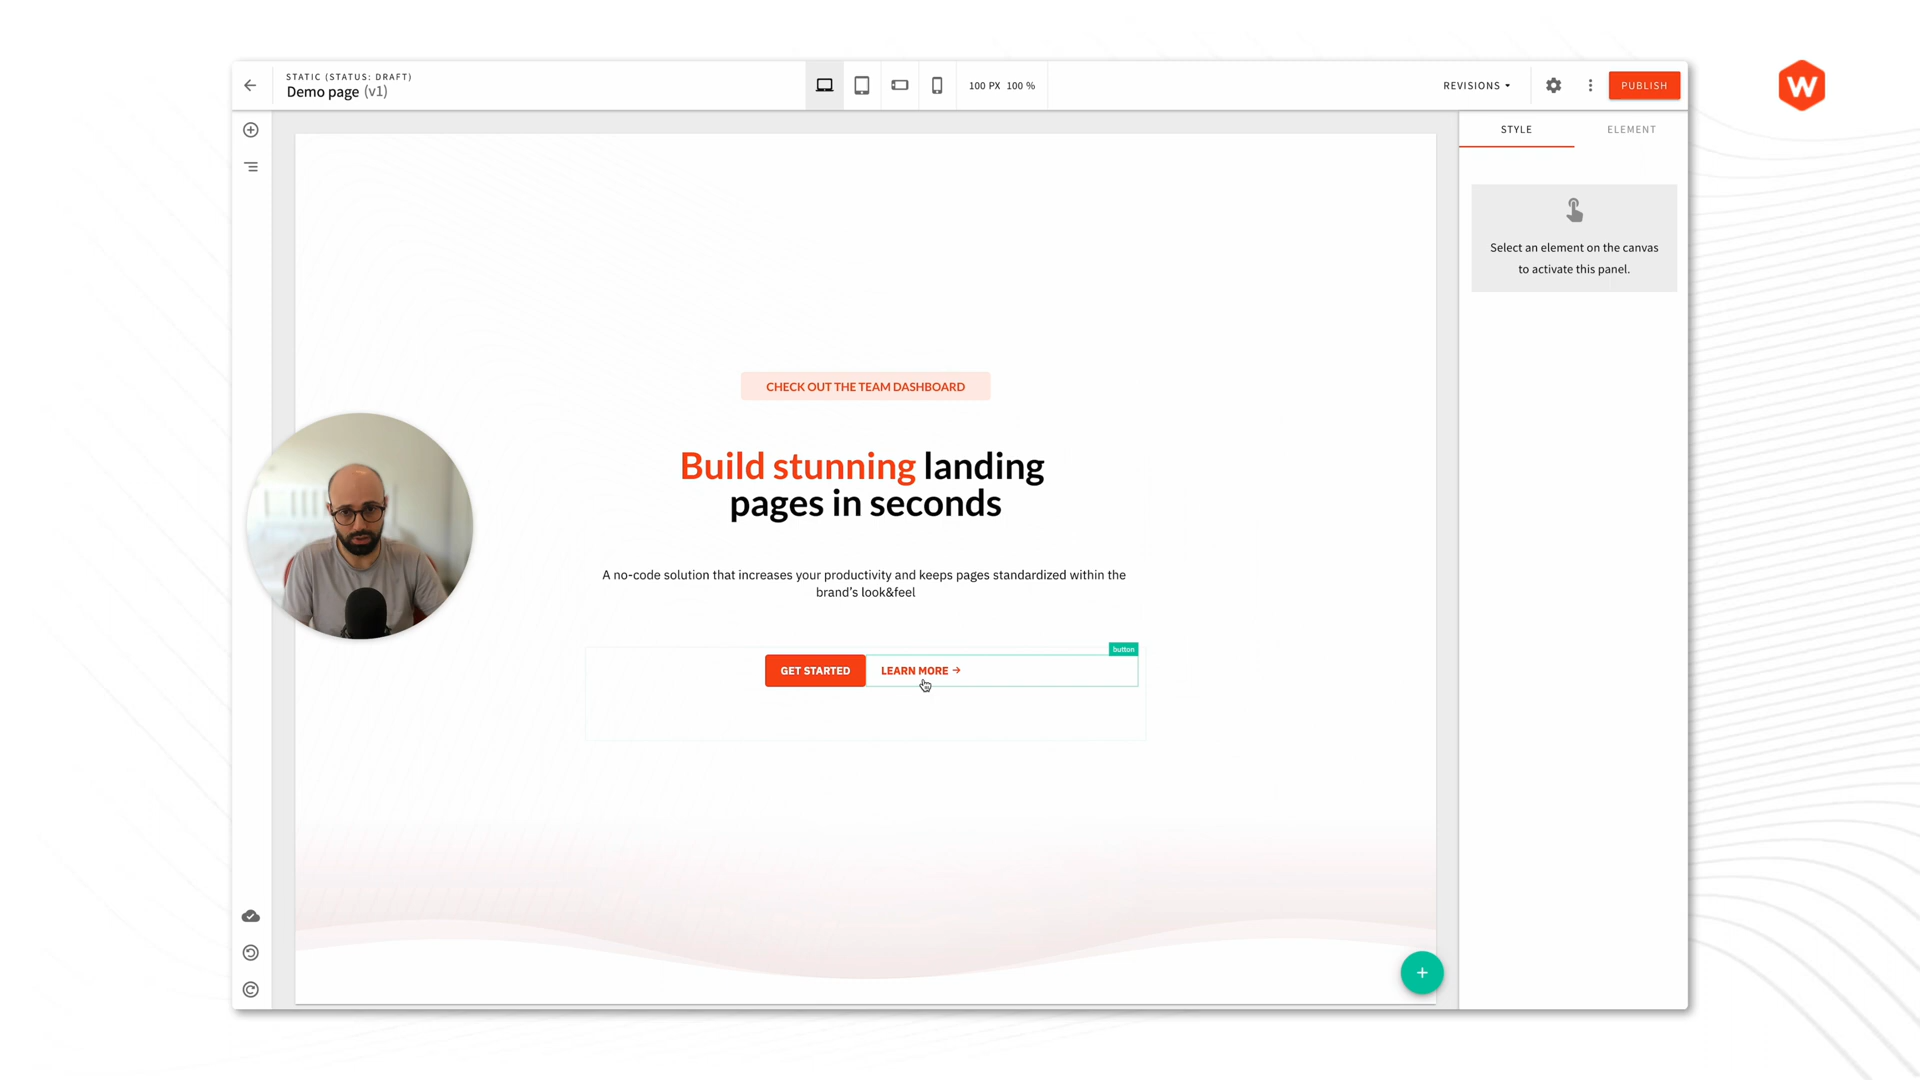 STATIC (STATUS: DRAFT)
Demo page (v1)
100 PX 100 %
REVISIONS
PUBLISH
W
STYLE
ELEMENT
Select an element on the canvas
to activate this panel.
CHECK OUT THE TEAM DASHBOARD
Build stunning landing
pages in seconds
A no-code solution that increases your productivity and keeps pages standardized within the
brand's look&feel
button
GET STARTED
LEARN MORE →